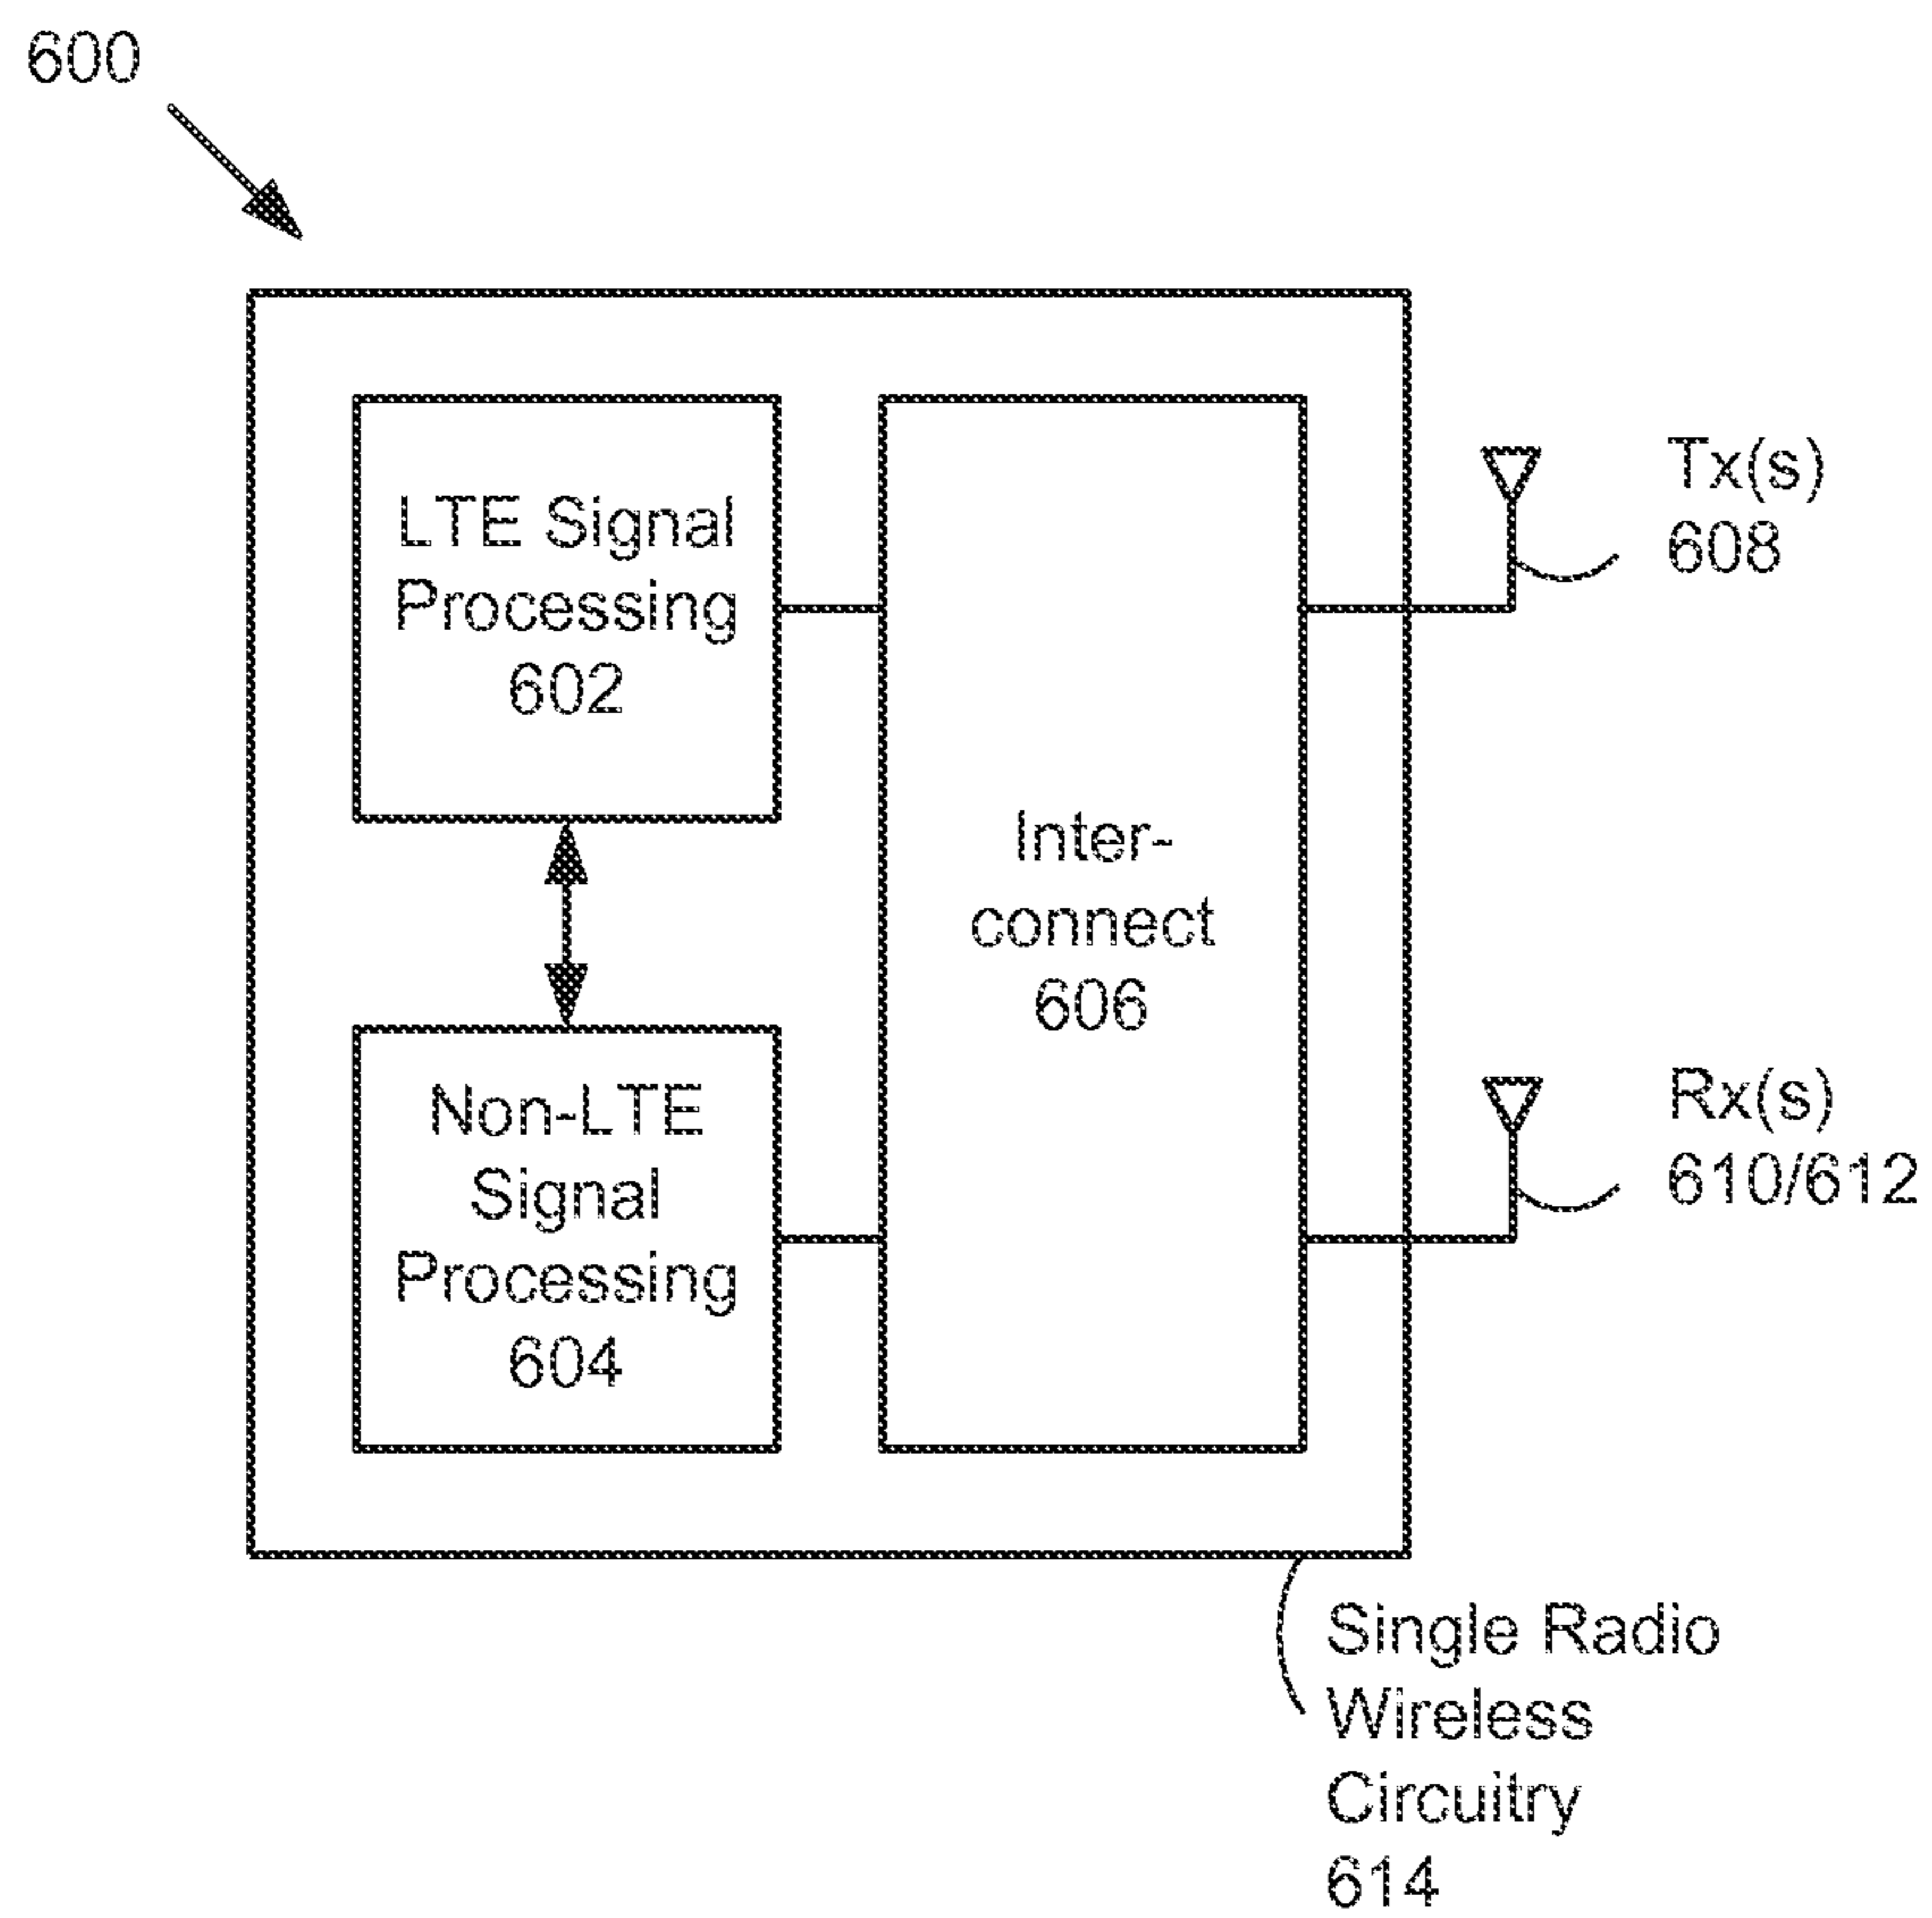 600
LTE Signal
Processing
602
Non-LTE
Signal
Processing
604
Inter-
connect
606
Tx(s)
608
Rx(s)
610/612
Single Radio
Wireless
Circuitry
614